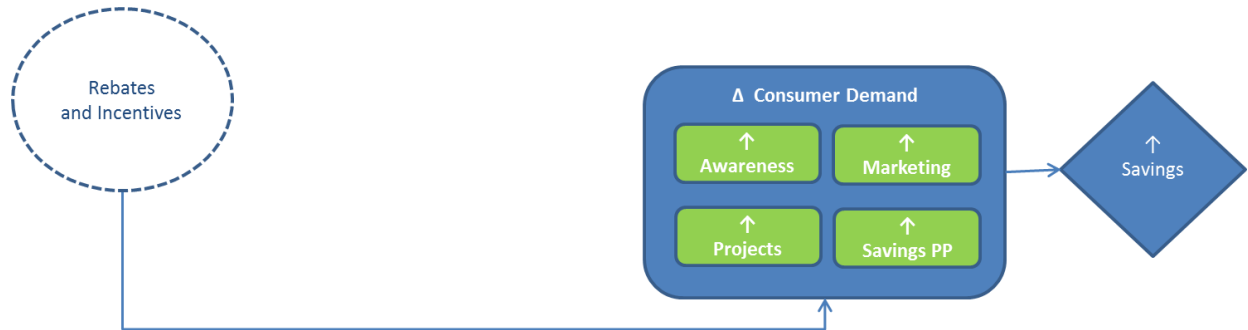 Rebates
and Incentives
Δ Consumer Demand
↑
Awareness
↑
Marketing
↑
Projects
↑
Savings PP
↑
Savings